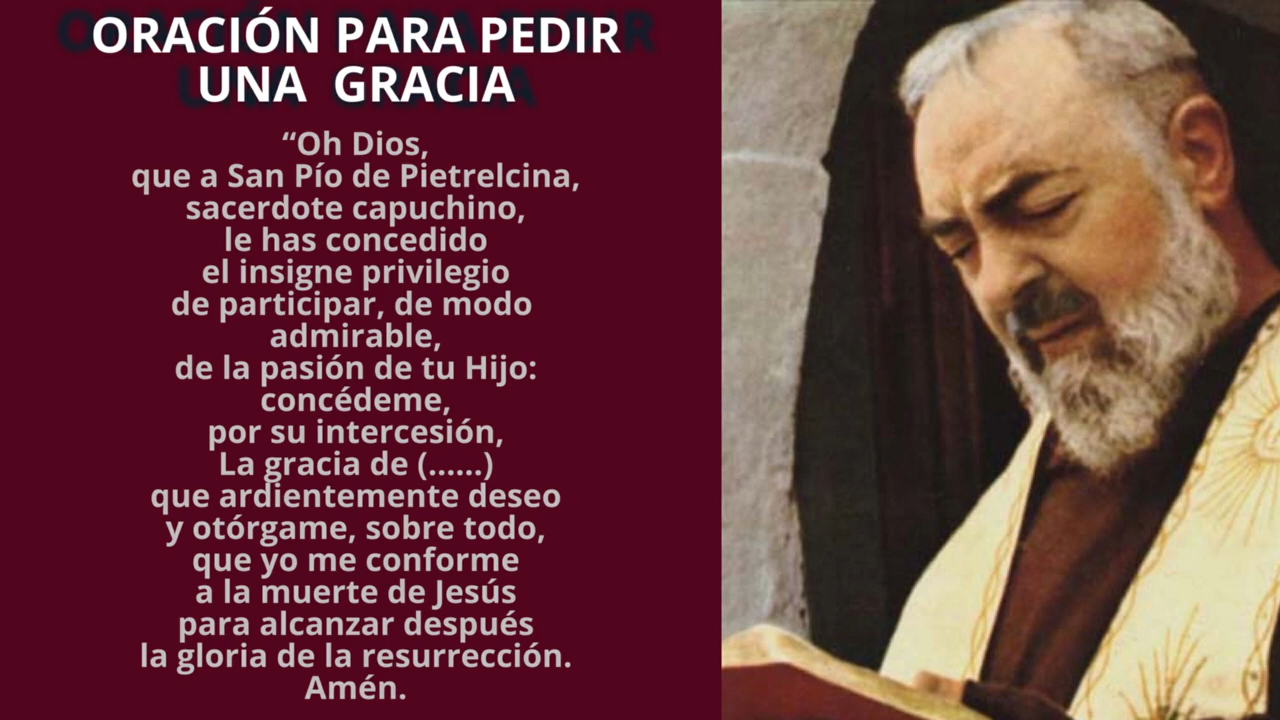 ORACIÓN PARA PEDIR
UNA GRACIA
“Oh Dios,
que a San Pío de Pietrelcina,
sacerdote capuchino,
le has concedido
el insigne privilegio
de participar, de modo
admirable,
de la pasión de tu Hijo:
concédeme,
por su intercesión,
La gracia de (......)
que ardientemente deseo
y otórgame, sobre todo,
que yo me conforme
a la muerte de Jesús
para alcanzar después
la gloria de la resurrección.
Amén.